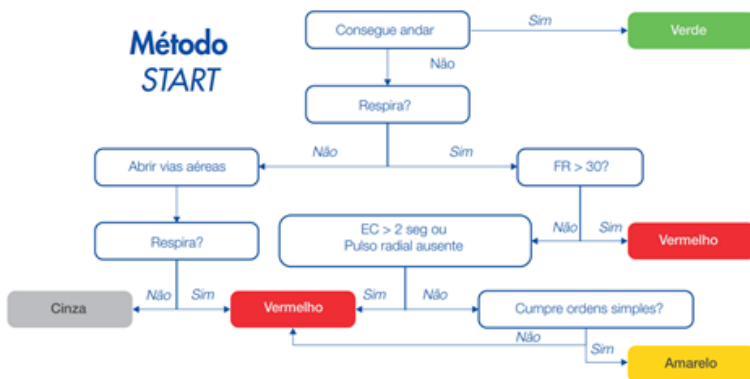 Método
START
Consegue andar
Sim
Verde
Não
Respira?
Não
Sim
Abrir vias aéreas
FR > 30?
Respira?
EC > 2 seg ou
Pulso radial ausente
Não
Sim
Vermelho
Cinza
Não
Sim
Vermelho
Sim
Não
Cumpre ordens simples?
Não
Sim
Amarelo